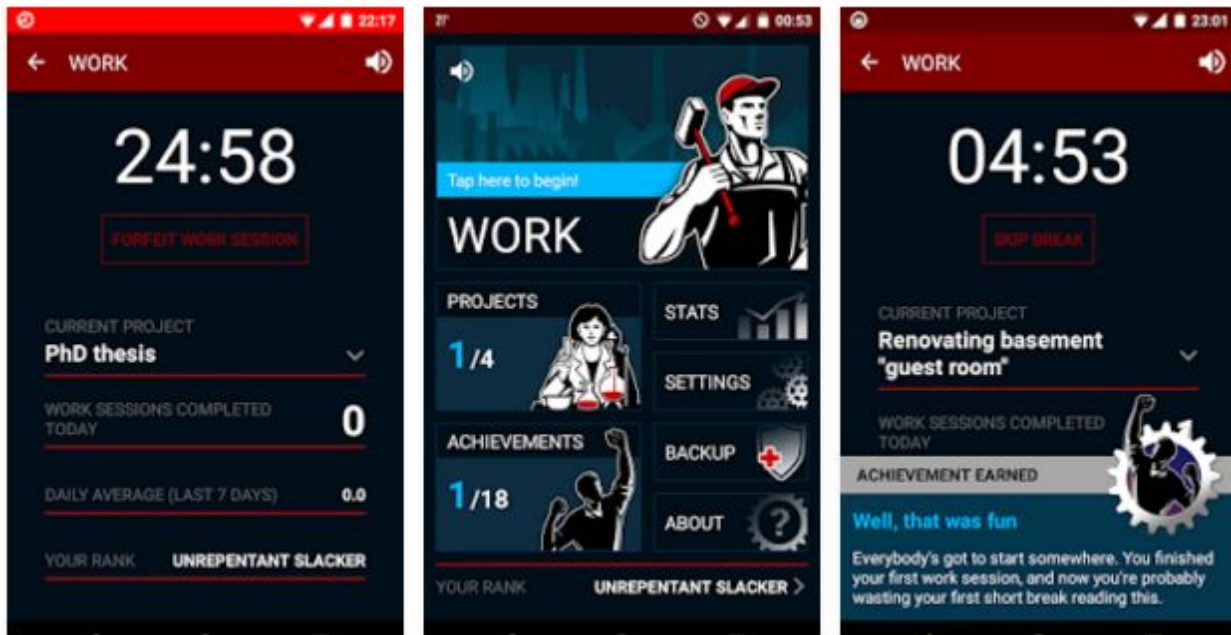 22:17
WORK
24:58
FORFEIT WORK SESSION
CURRENT PROJECT
PhD thesis
WORK SESSIONS COMPLETED
TODAY
0
DAILY AVERAGE (LAST 7 DAYS)
0.0
YOUR RANK
UNREPENTANT SLACKER
21°
00:53
Tap here to begin!
WORK
PROJECTS
1/4
STATS
SETTINGS
ACHIEVEMENTS
1/18
BACKUP
ABOUT
?
YOUR RANK
UNREPENTANT SLACKER >
23:01
WORK
04:53
SKIP BREAK
CURRENT PROJECT
Renovating basement
"guest room"
WORK SESSIONS COMPLETED
TODAY
ACHIEVEMENT EARNED
Well, that was fun
Everybody's got to start somewhere. You finished
your first work session, and now you're probably
wasting your first short break reading this.